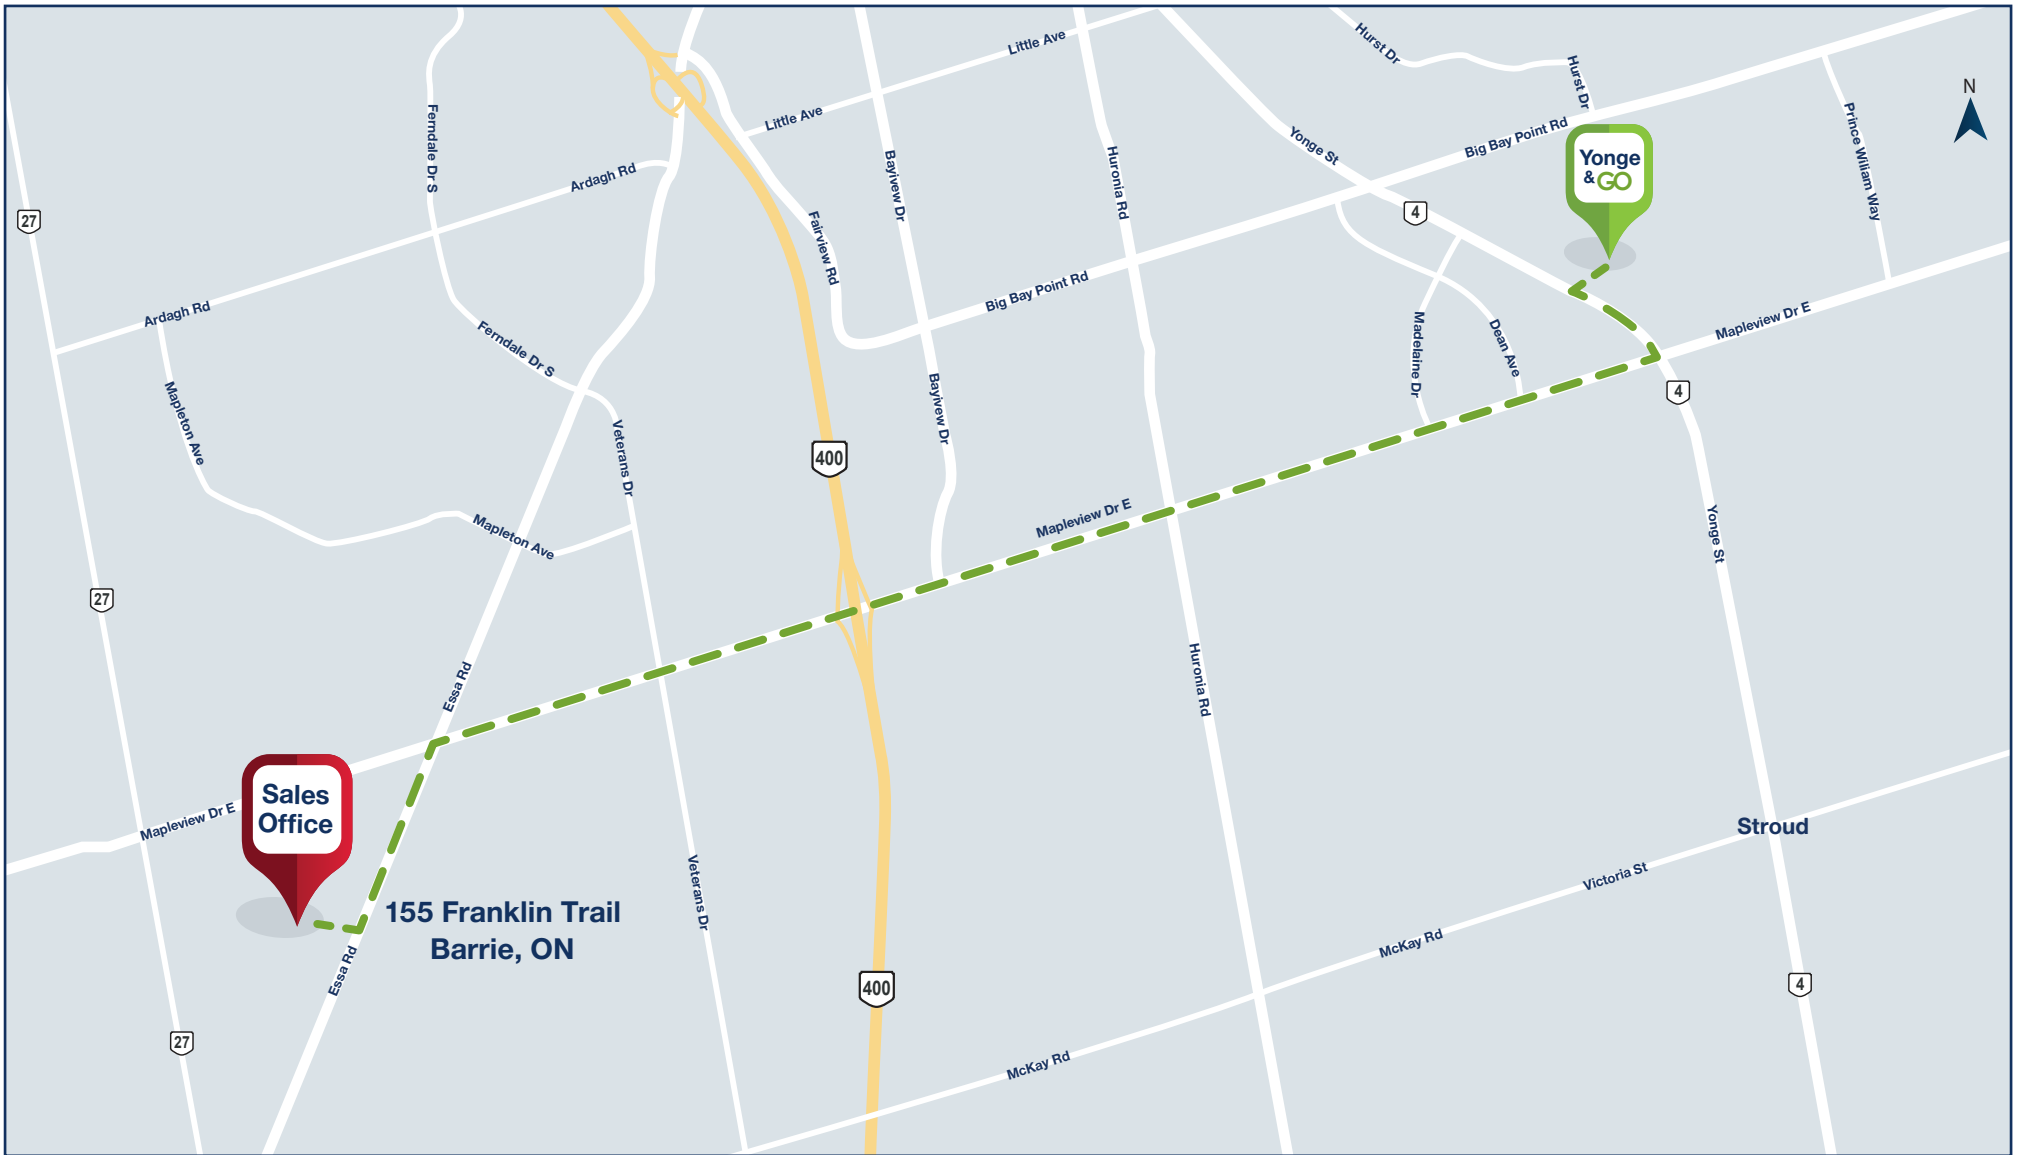 Little Ave
Hurst Dr
Hurst Dr
N
Little Ave
Ferndale Dr S
Yonge St
Big Bay Point Rd
Prince Wiliam Way
Yonge
& GO
Ardagh Rd
Bayivew Dr
Huronia Rd
27
4
Fairview Rd
Big Bay Point Rd
Ardagh Rd
Ferndale Dr S
Madelaine Dr
Dean Ave
Mapleview Dr E
4
Mapleton Ave
Bayivew Dr
Veterans Dr
400
Mapleton Ave
Mapleview Dr E
Yonge St
27
Essa Rd
Huronia Rd
Sales
Office
Mapleview Dr E
Stroud
Veterans Dr
Victoria St
155 Franklin Trail
Barrie, ON
McKay Rd
Essa Rd
400
4
27
McKay Rd